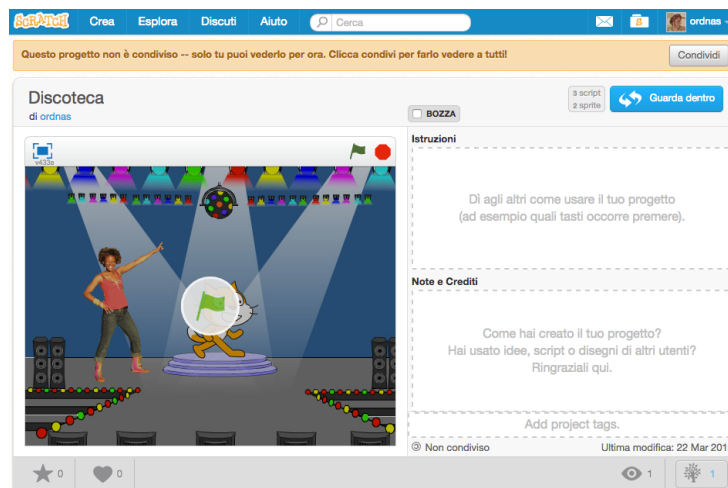 SCRATCH Crea Esplora Discuti Aiuto Cerca 8 ordnas
Questo progetto non è condiviso -- solo tu puoi vederlo per ora. Clicca condivi per farlo vedere a tutti! Condividi
Discoteca
di ordnas
BOZZA
3 script
2 sprite
Guarda dentro
v433a
Istruzioni
Dì agli altri come usare il tuo progetto
(ad esempio quali tasti occorre premere).
Note e Crediti
Come hai creato il tuo progetto?
Hai usato idee, script o disegni di altri utenti?
Ringraziali qui.
Add project tags.
Non condiviso Ultima modifica: 22 Mar 201
0 0 1 1